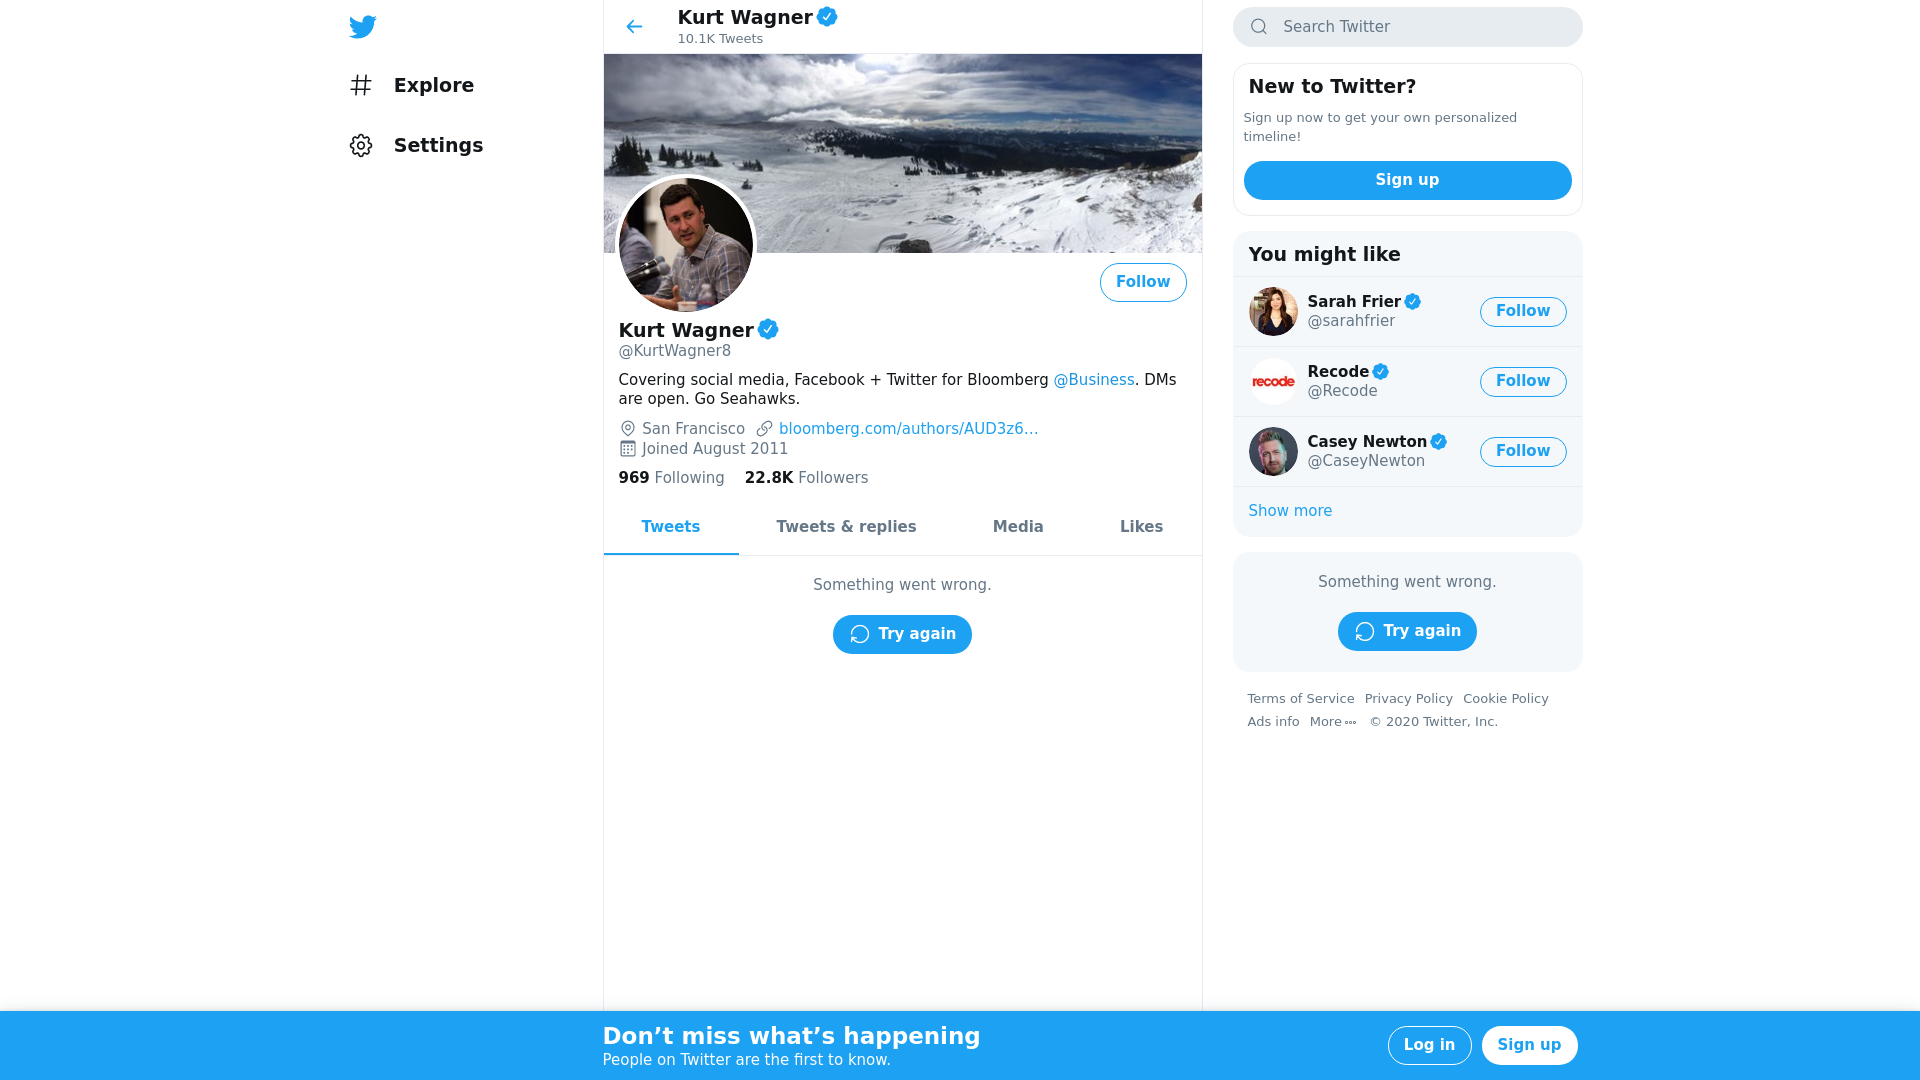 Explore
Settings
Kurt Wagner
10.1K Tweets
Follow
Kurt Wagner
@KurtWagner8
Covering social media, Facebook + Twitter for Bloomberg @Business. DMs
are open. Go Seahawks.
San Francisco bloomberg.com/authors/AUD3z6…
Joined August 2011
969 Following 22.8K Followers
Tweets Tweets & replies Media Likes
Something went wrong.
Try again
Search Twitter
New to Twitter?
Sign up now to get your own personalized
timeline!
Sign up
You might like
Sarah Frier
@sarahfrier
Follow
recode
Recode
@Recode
Follow
Casey Newton
@CaseyNewton
Follow
Show more
Something went wrong.
Try again
Terms of Service Privacy Policy Cookie Policy
Ads info More © 2020 Twitter, Inc.
Don’t miss what’s happening
People on Twitter are the first to know.
Log in Sign up